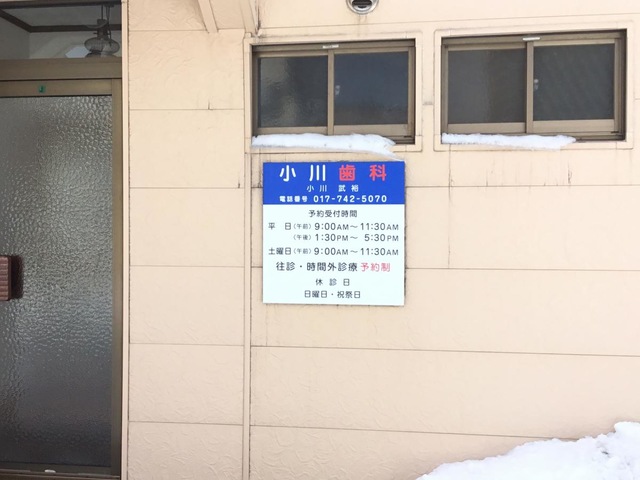 小川歯科
小川 武裕
電話番号 017-742-5070
予約受付時間
平 日(午前) 9:00AM～11:30AM
(午後) 1:30PM～ 5:30PM
土曜日(午前) 9:00AM～11:30AM
往診・時間外診療 予約制
休診日
日曜日・祝祭日